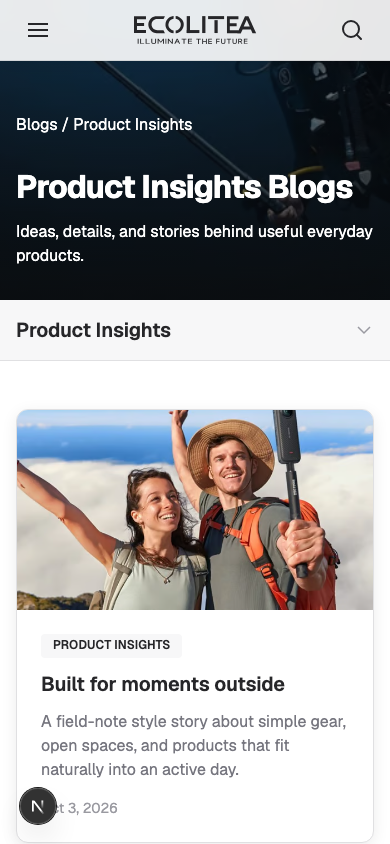 ECOLITEA
ILLUMINATE THE FUTURE
Blogs / Product Insights
Product Insights Blogs
Ideas, details, and stories behind useful everyday
products.
Product Insights
PRODUCT INSIGHTS
Built for moments outside
A field-note style story about simple gear,
open spaces, and products that fit
naturally into an active day.
N
3, 2026